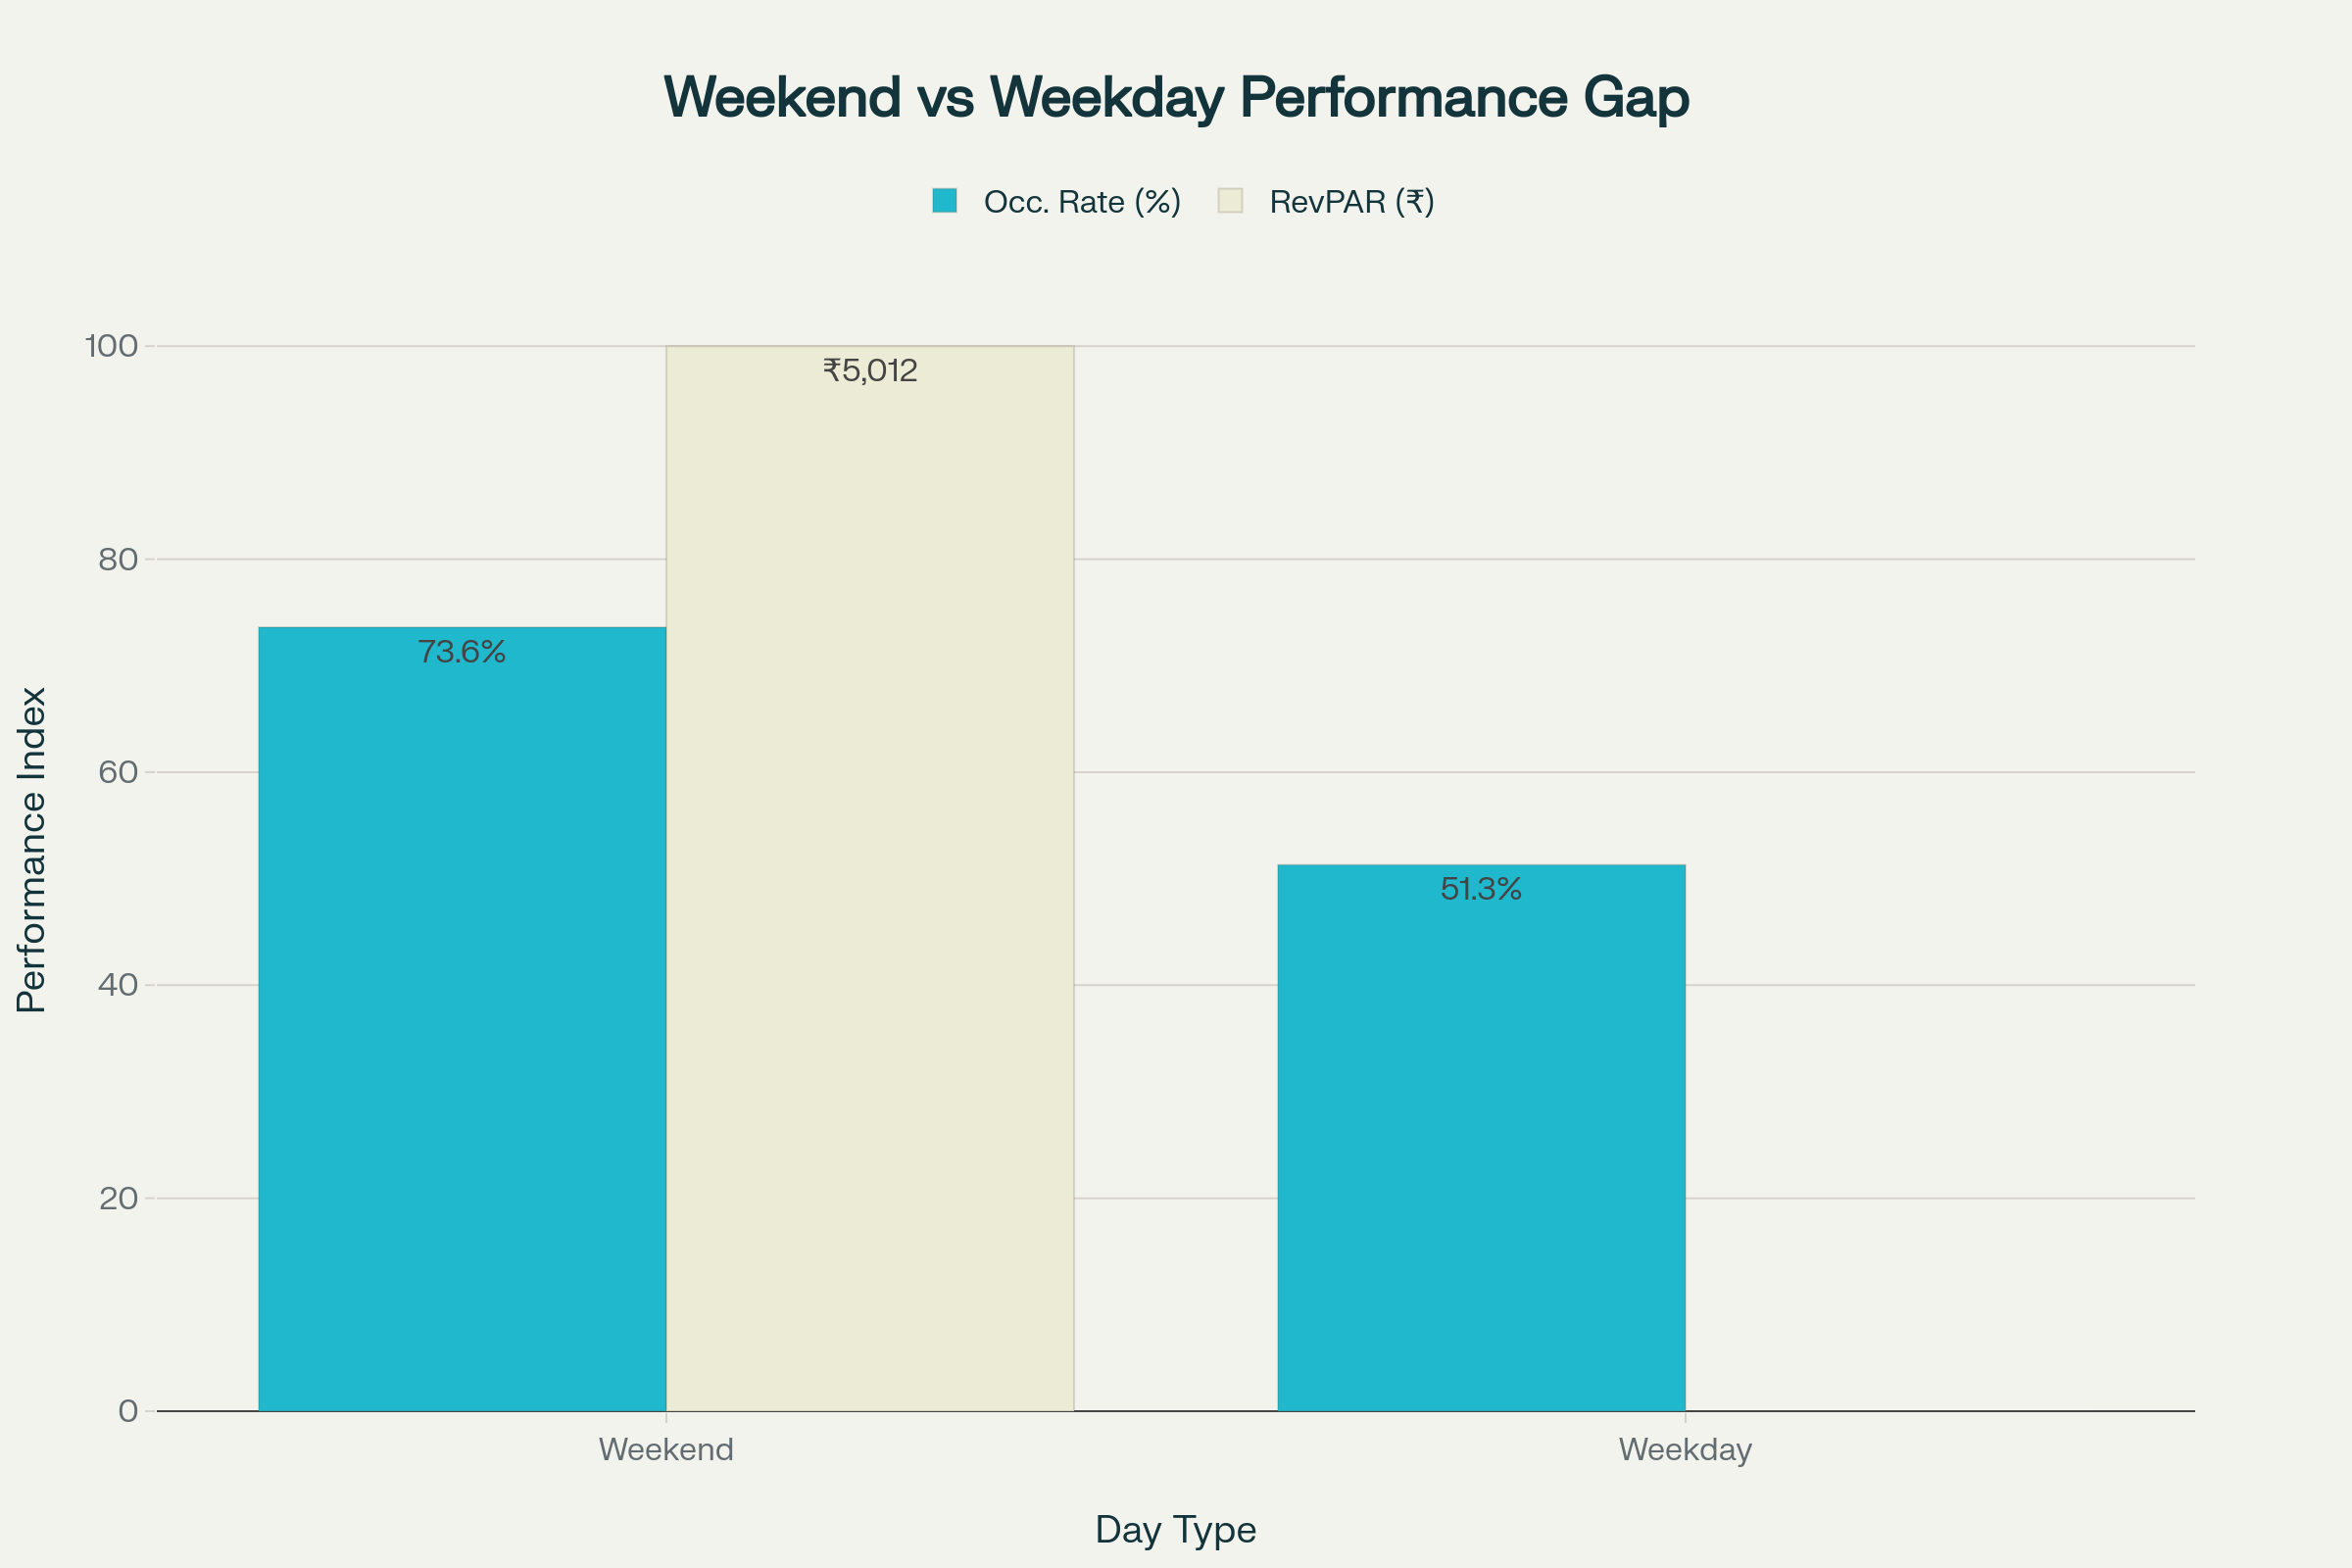 Weekend vs Weekday Performance Gap
Occ. Rate (%) RevPAR (₹)
100
₹5,012
80
73.6%
60
51.3%
40
20
0
Performance Index
Weekend Weekday
Day Type